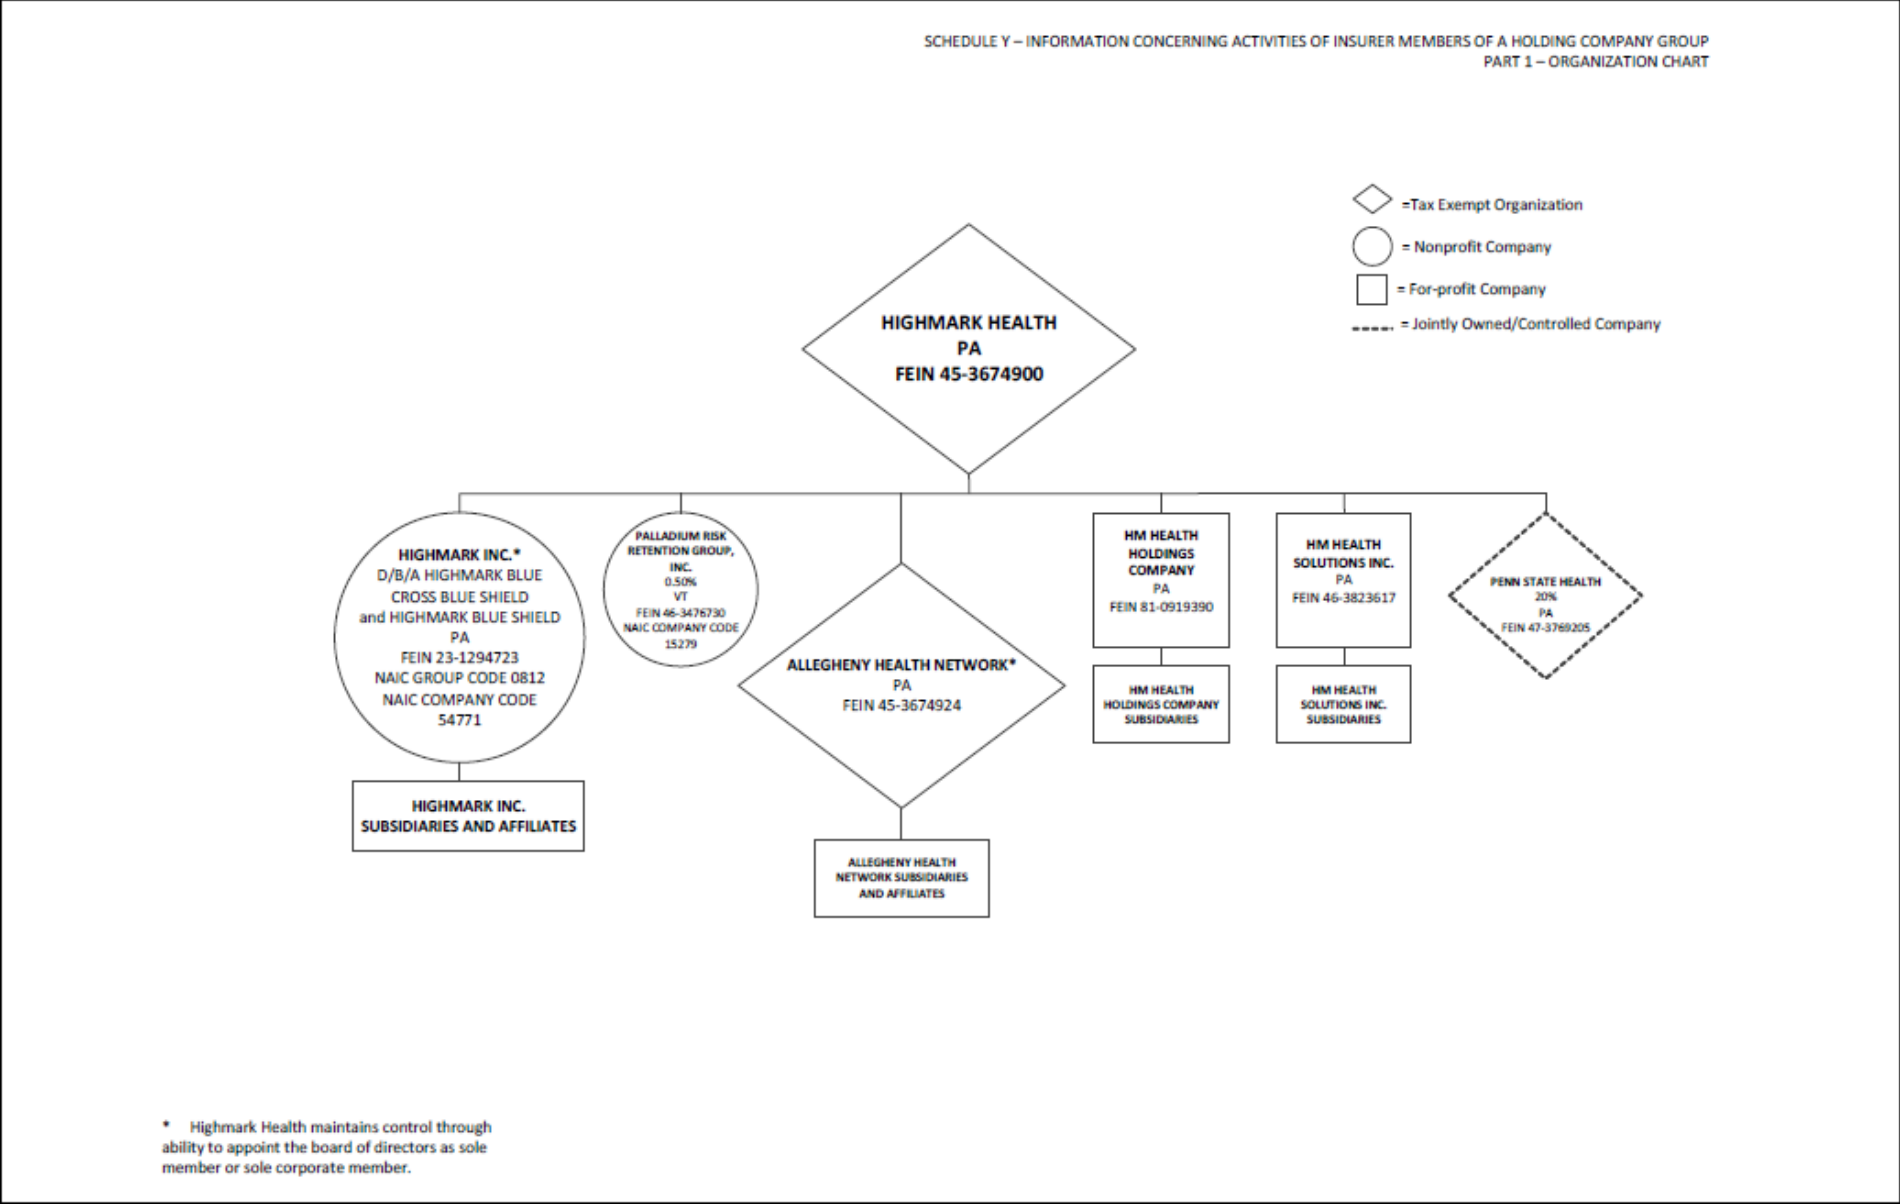 SCHEDULE Y – INFORMATION CONCERNING ACTIVITIES OF INSURER MEMBERS OF A HOLDING COMPANY GROUP
PART 1 – ORGANIZATION CHART
=Tax Exempt Organization
= Nonprofit Company
= For-profit Company
= Jointly Owned/Controlled Company
HIGHMARK HEALTH
PA
FEIN 45-3674900
HIGHMARK INC.*
D/B/A HIGHMARK BLUE
CROSS BLUE SHIELD
and HIGHMARK BLUE SHIELD
PA
FEIN 23-1294723
NAIC GROUP CODE 0812
NAIC COMPANY CODE
54771
HIGHMARK INC.
SUBSIDIARIES AND AFFILIATES
PALLADIUM RISK
RETENTION GROUP,
INC.
0.50%
VT
FEIN 46-3476730
NAIC COMPANY CODE
15279
ALLEGHENY HEALTH NETWORK*
PA
FEIN 45-3674924
ALLEGHENY HEALTH
NETWORK SUBSIDIARIES
AND AFFILIATES
HM HEALTH
HOLDINGS
COMPANY
PA
FEIN 81-0919390
HM HEALTH
HOLDINGS COMPANY
SUBSIDIARIES
HM HEALTH
SOLUTIONS INC.
PA
FEIN 46-3823617
HM HEALTH
SOLUTIONS INC.
SUBSIDIARIES
PENN STATE HEALTH
20%
PA
FEIN 47-3769205
* Highmark Health maintains control through
ability to appoint the board of directors as sole
member or sole corporate member.